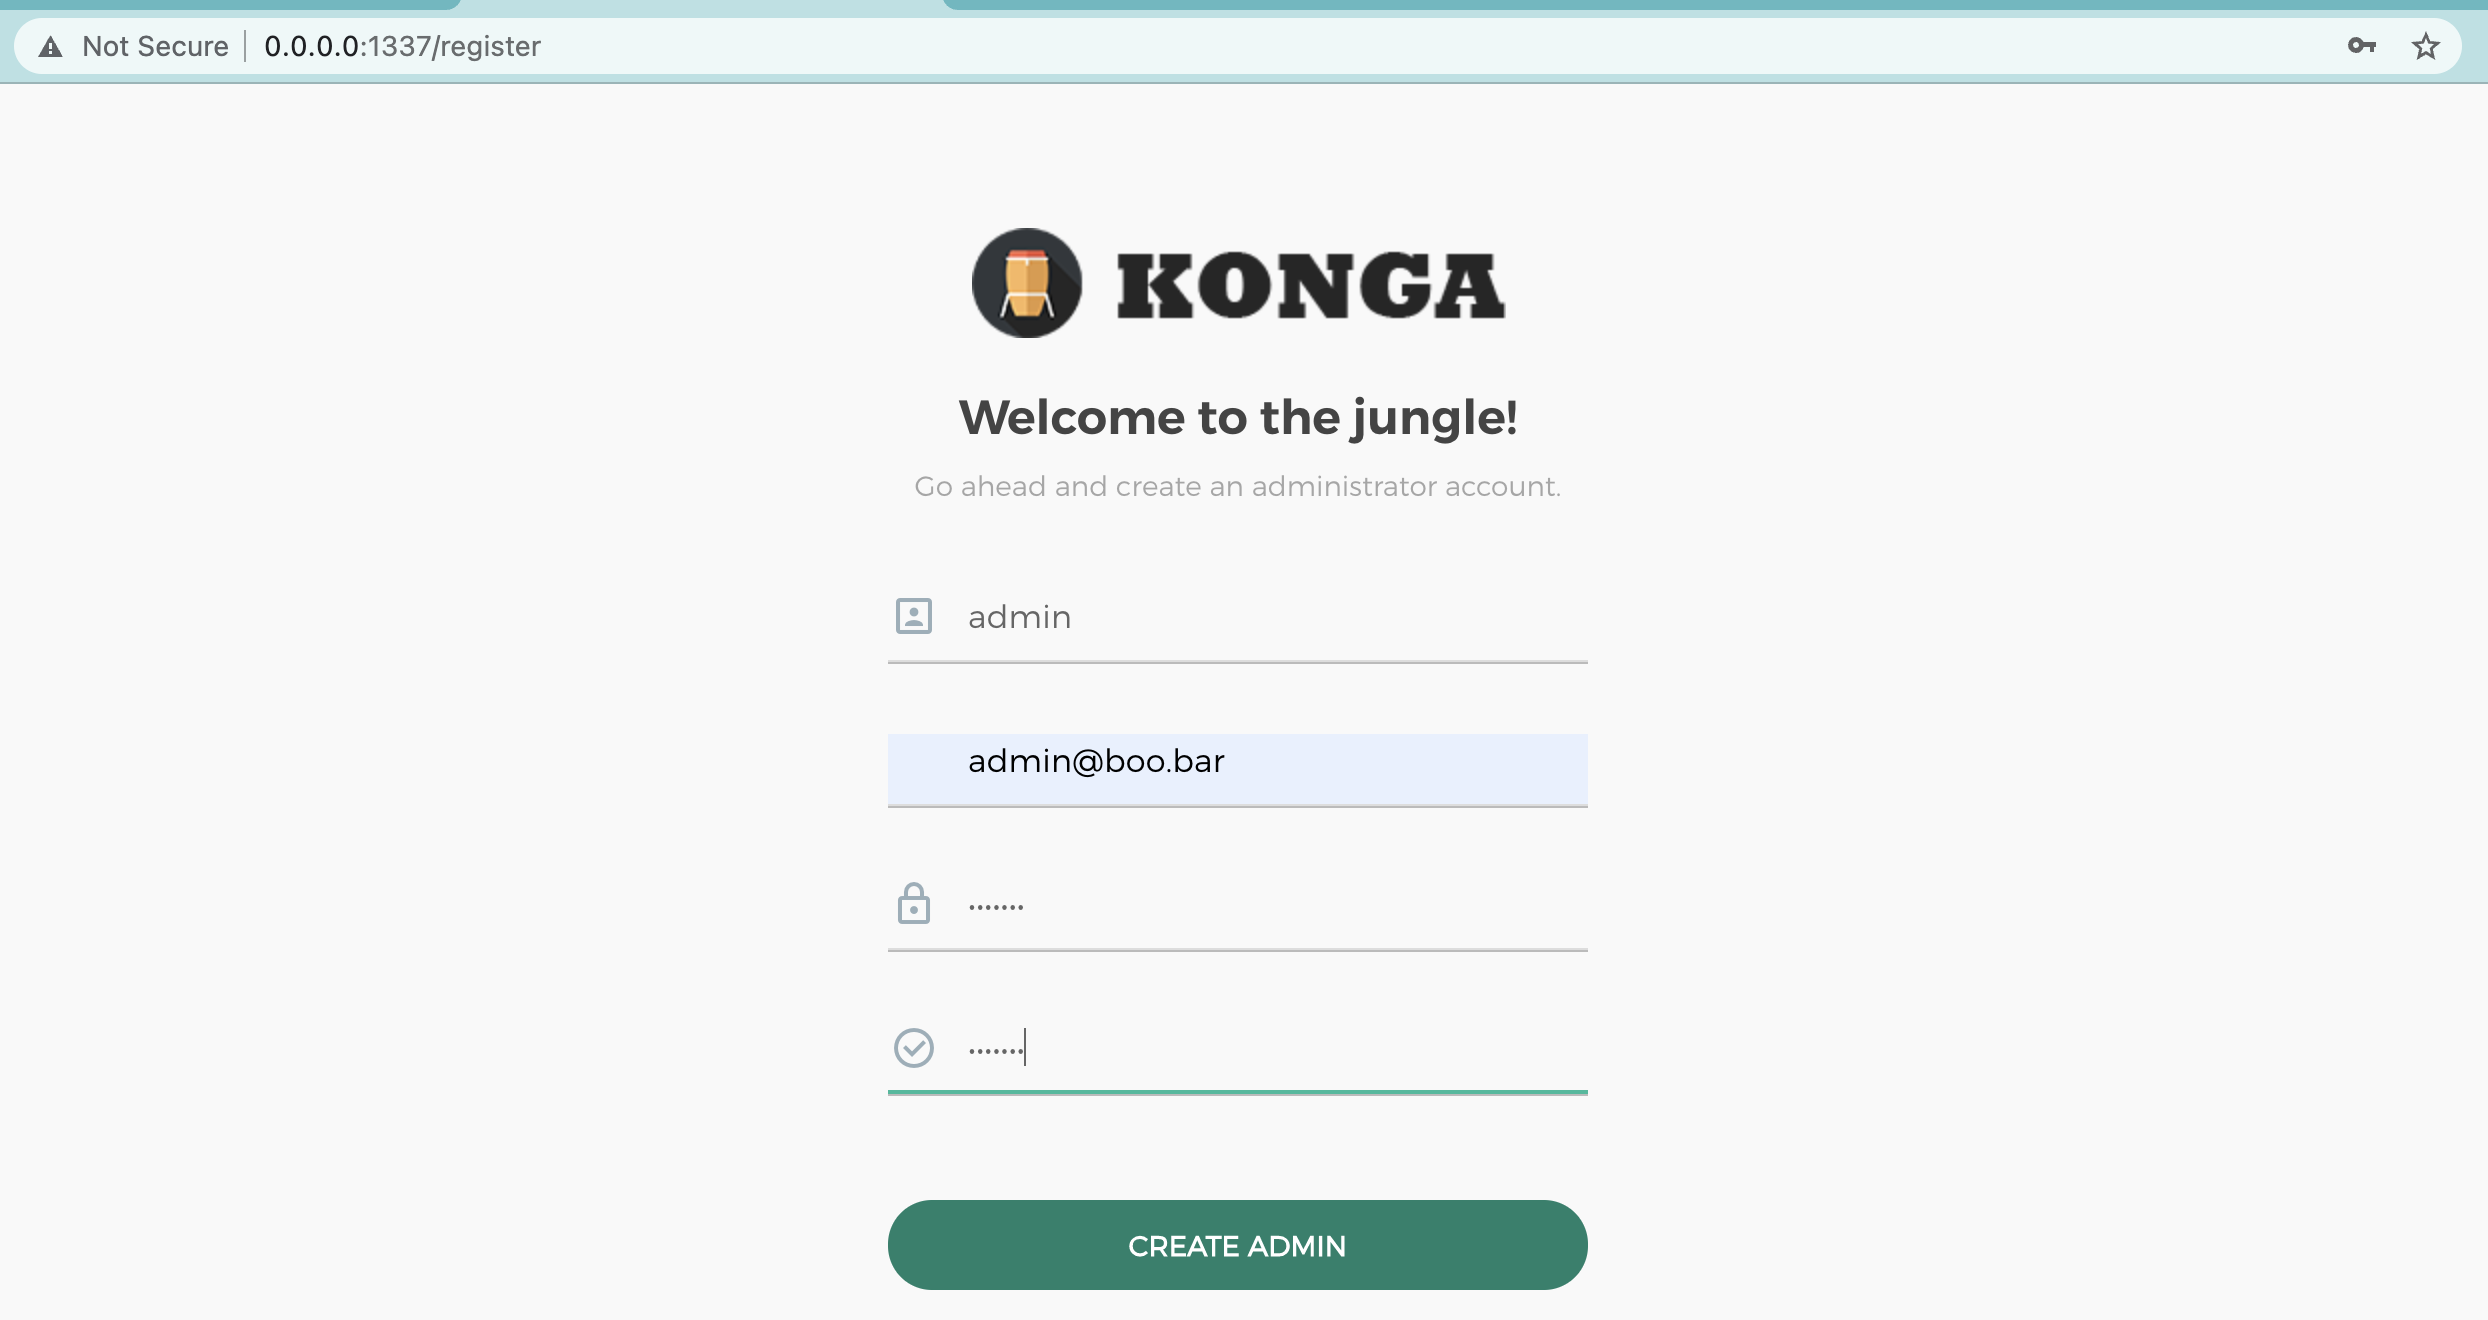 Not Secure | 0.0.0.0:1337/register
KONGA
Welcome to the jungle!
Go ahead and create an administrator account.
admin
admin@boo.bar
•••••••
•••••••
CREATE ADMIN